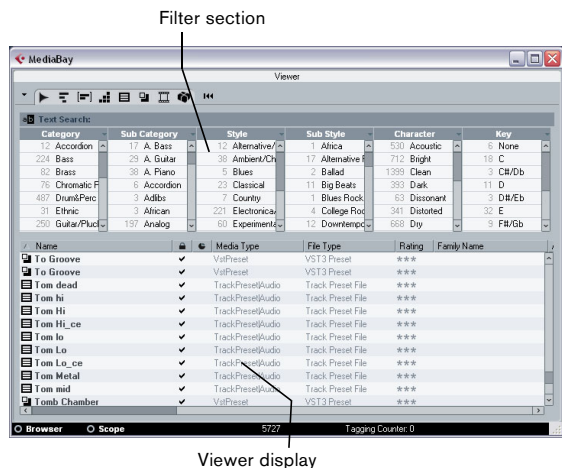 Filter section
MediaBay
Viewer
Text Search:
Category Sub Category Style Sub Style Character Key
12 Accordion 17 A. Bass 12 Alternative/ 1 Africa 530 Acoustic 6 None
224 Bass 29 A. Guitar 38 Ambient/Ch 17 Alternative 712 Bright 18 C
82 Brass 38 A. Piano 5 Blues 2 Ballad 1399 Clean 3 C#/Db
76 Chromatic P 6 Accordion 23 Classical 11 Big Beats 393 Dark 11 D
487 Drum&Perc 3 Adlibs 7 Country 1 Blues Rock 63 Dissonant 3 D#/Eb
31 Ethnic 3 African 221 Electronica/ 4 College Roc 341 Distorted 32 E
250 Guitar/Pluck 197 Analog 60 Experimenta 12 Downtempo 668 Dry 9 F#/Gb
Name Media Type File Type Rating Family Name
To Groove VstPreset VST3 Preset ***
To Groove VstPreset VST3 Preset ***
Tom dead TrackPreset|Audio Track Preset File ***
Tom hi TrackPreset|Audio Track Preset File ***
Tom Hi TrackPreset|Audio Track Preset File ***
Tom Hi_ce TrackPreset|Audio Track Preset File ***
Tom lo TrackPreset|Audio Track Preset File ***
Tom Lo TrackPreset|Audio Track Preset File ***
Tom Lo_ce TrackPreset|Audio Track Preset File ***
Tom Metal TrackPreset|Audio Track Preset File ***
Tom mid TrackPreset|Audio Track Preset File ***
Tomb Chamber VstPreset VST3 Preset ***
Browser Scope 5727 Tagging Counter: 0
Viewer display